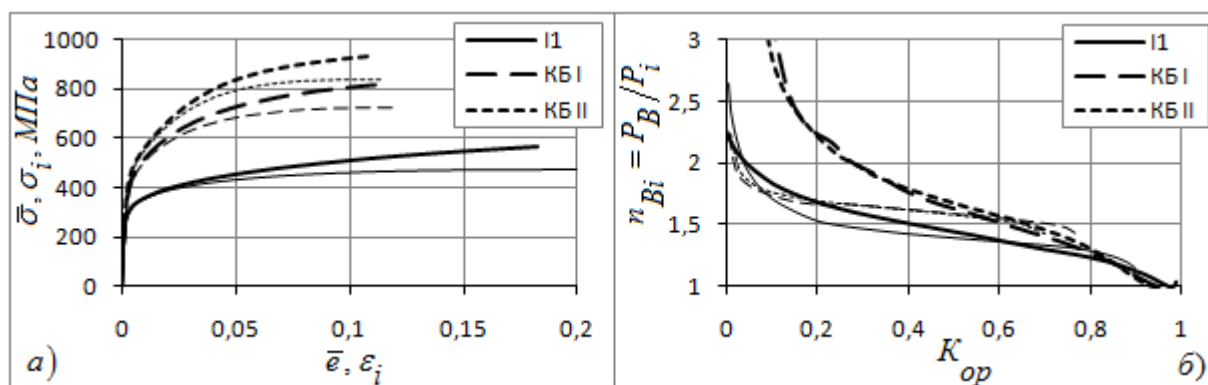 1000
800
600
400
200
0
0
0,05
0,1
0,15
0,2
σ̅, σi, МПа
e̅, εi
I1
КБ I
КБ II
а)
3
2,5
2
1,5
1
0
0,2
0,4
0,6
0,8
1
nBi = PB/Pi
Kор
I1
КБ I
КБ II
б)